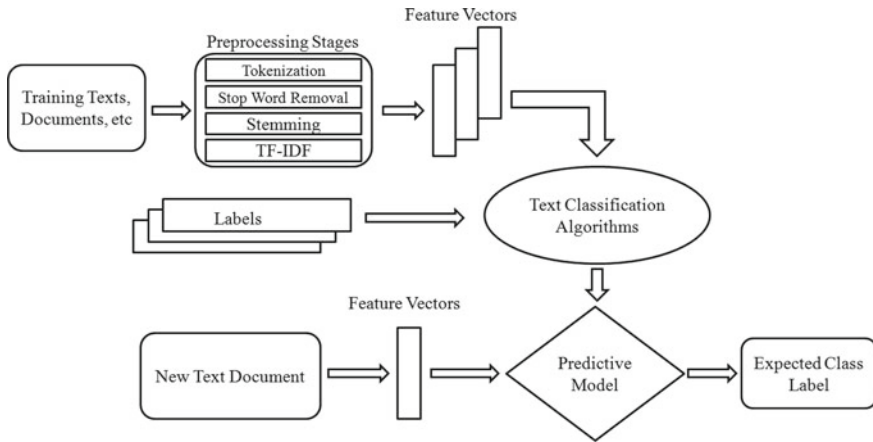 Feature Vectors
Preprocessing Stages
Training Texts,
Documents, etc
Tokenization
Stop Word Removal
Stemming
TF-IDF
Labels
Text Classification
Algorithms
Feature Vectors
New Text Document
Predictive
Model
Expected Class
Label